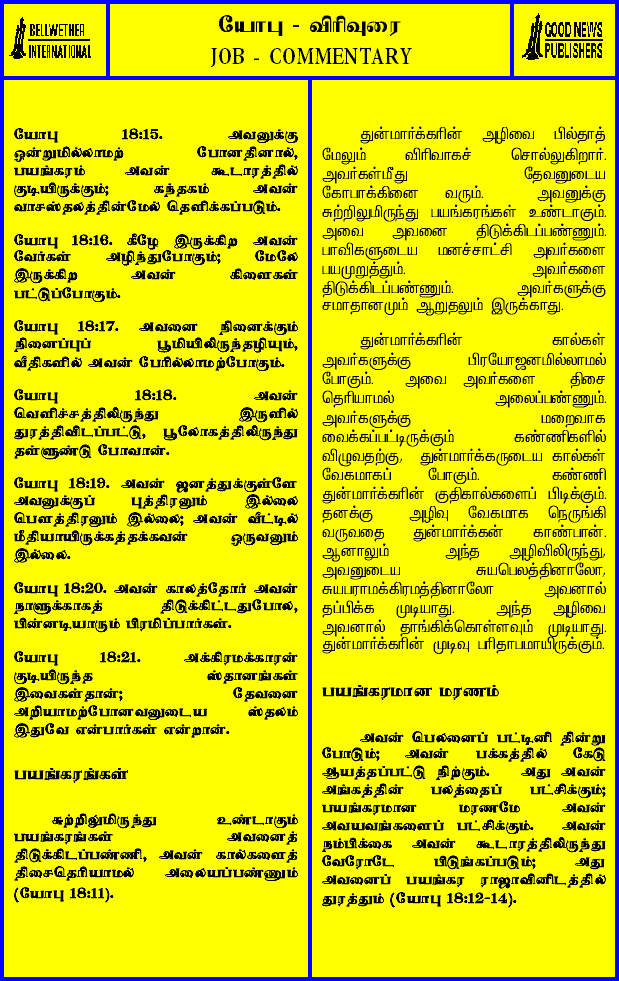 BELLWETHER
INTERNATIONAL
யோபு - விரிவுரை
JOB - COMMENTARY
GOOD NEWS
PUBLISHERS
யோபு 18:15. அவனுக்கு
ஒன்றுமில்லாமற் போனதினால்,
பயங்கரம் அவன் கூடாரத்தில்
குடியிருக்கும்; கந்தகம் அவன்
வாசஸ்தலத்தின்மேல் தெளிக்கப்படும்.
யோபு 18:16. கீழே இருக்கிற அவன்
வேர்கள் அழிந்துபோகும்; மேலே
இருக்கிற அவன் கிளைகள்
பட்டுப்போகும்.
யோபு 18:17. அவனை நினைக்கும்
நினைப்புப் பூமியிலிருந்தழியும்,
வீதிகளில் அவன் பேரில்லாமற்போகும்.
யோபு 18:18. அவன்
வெளிச்சத்திலிருந்து இருளில்
துரத்திவிடப்பட்டு, பூலோகத்திலிருந்து
தள்ளுண்டு போவான்.
யோபு 18:19. அவன் ஜனத்துக்குள்ளே
அவனுக்குப் புத்திரனும் இல்லை
பௌத்திரனும் இல்லை; அவன் வீட்டில்
மீதியாயிருக்கத்தக்கவன் ஒருவனும்
இல்லை.
யோபு 18:20. அவன் காலத்தோர் அவன்
நாளுக்காகத் திடுக்கிட்டதுபோல,
பின்னடியாரும் பிரமிப்பார்கள்.
யோபு 18:21. அக்கிரமக்காரன்
குடியிருந்த ஸ்தானங்கள்
இவைகள்தான்; தேவனை
அறியாமற்போனவனுடைய ஸ்தலம்
இதுவே என்பார்கள் என்றான்.
பயங்கரங்கள்
சுற்றிலுமிருந்து உண்டாகும்
பயங்கரங்கள் அவனைத்
திடுக்கிடப்பண்ணி, அவன் கால்களைத்
திசைதெரியாமல் அலையப்பண்ணும்
(யோபு 18:11).
துன்மார்க்கரின் அழிவை பில்தாத்
மேலும் விரிவாகச் சொல்லுகிறார்.
அவர்கள்மீது தேவனுடைய
கோபாக்கினை வரும். அவனுக்கு
சுற்றிலுமிருந்து பயங்கரங்கள் உண்டாகும்.
அவை அவனை திடுக்கிடப்பண்ணும்.
பாவிகளுடைய மனச்சாட்சி அவர்களை
பயமுறுத்தும். அவர்களை
திடுக்கிடப்பண்ணும். அவர்களுக்கு
சமாதானமும் ஆறுதலும் இருக்காது.
துன்மார்க்கரின் கால்கள்
அவர்களுக்கு பிரயோஜனமில்லாமல்
போகும். அவை அவர்களை திசை
தெரியாமல் அலைப்பண்ணும்.
அவர்களுக்கு மறைவாக
வைக்கப்பட்டிருக்கும் கண்ணிகளில்
விழுவதற்கு, துன்மார்க்கருடைய கால்கள்
வேகமாகப் போகும். கண்ணி
துன்மார்க்கரின் குதிகால்களைப் பிடிக்கும்.
தனக்கு அழிவு வேகமாக நெருங்கி
வருவதை துன்மார்க்கன் காண்பான்.
ஆனாலும் அந்த அழிவிலிருந்து,
அவனுடைய சுயபெலத்தினாலோ,
சுயபராமக்கிரமத்தினாலோ அவனால்
தப்பிக்க முடியாது. அந்த அழிவை
அவனால் தாங்கிக்கொள்ளவும் முடியாது.
துன்மார்க்கரின் முடிவு பரிதாபமாயிருக்கும்.
பயங்கரமான மரணம்
அவன் பெலனைப் பட்டினி தின்று
போடும்; அவன் பக்கத்தில் கேடு
ஆயத்தப்பட்டு நிற்கும். அது அவன்
அங்கத்தின் பலத்தைப் பட்சிக்கும்;
பயங்கரமான மரணமே அவன்
அவயவங்களைப் பட்சிக்கும். அவன்
நம்பிக்கை அவன் கூடாரத்திலிருந்து
வேரோடே பிடுங்கப்படும்; அது
அவனைப் பயங்கர ராஜாவினிடத்தில்
துரத்தும் (யோபு 18:12-14).